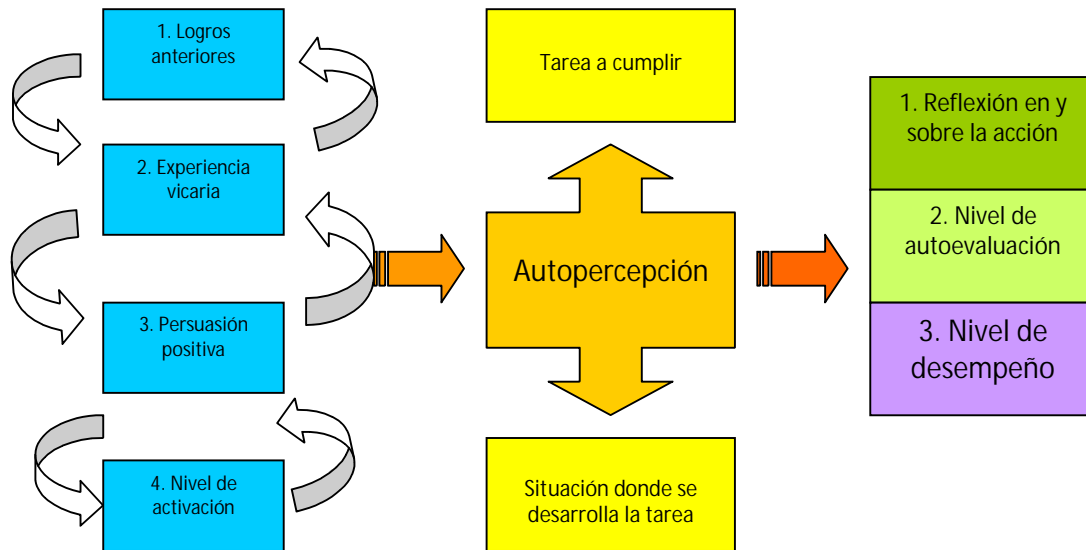 1. Logros
anteriores
2. Experiencia
vicaria
3. Persuasión
positiva
4. Nivel de
activación
Tarea a cumplir
Autopercepción
Situación donde se
desarrolla la tarea
1. Reflexión en y
sobre la acción
2. Nivel de
autoevaluación
3. Nivel de
desempeño